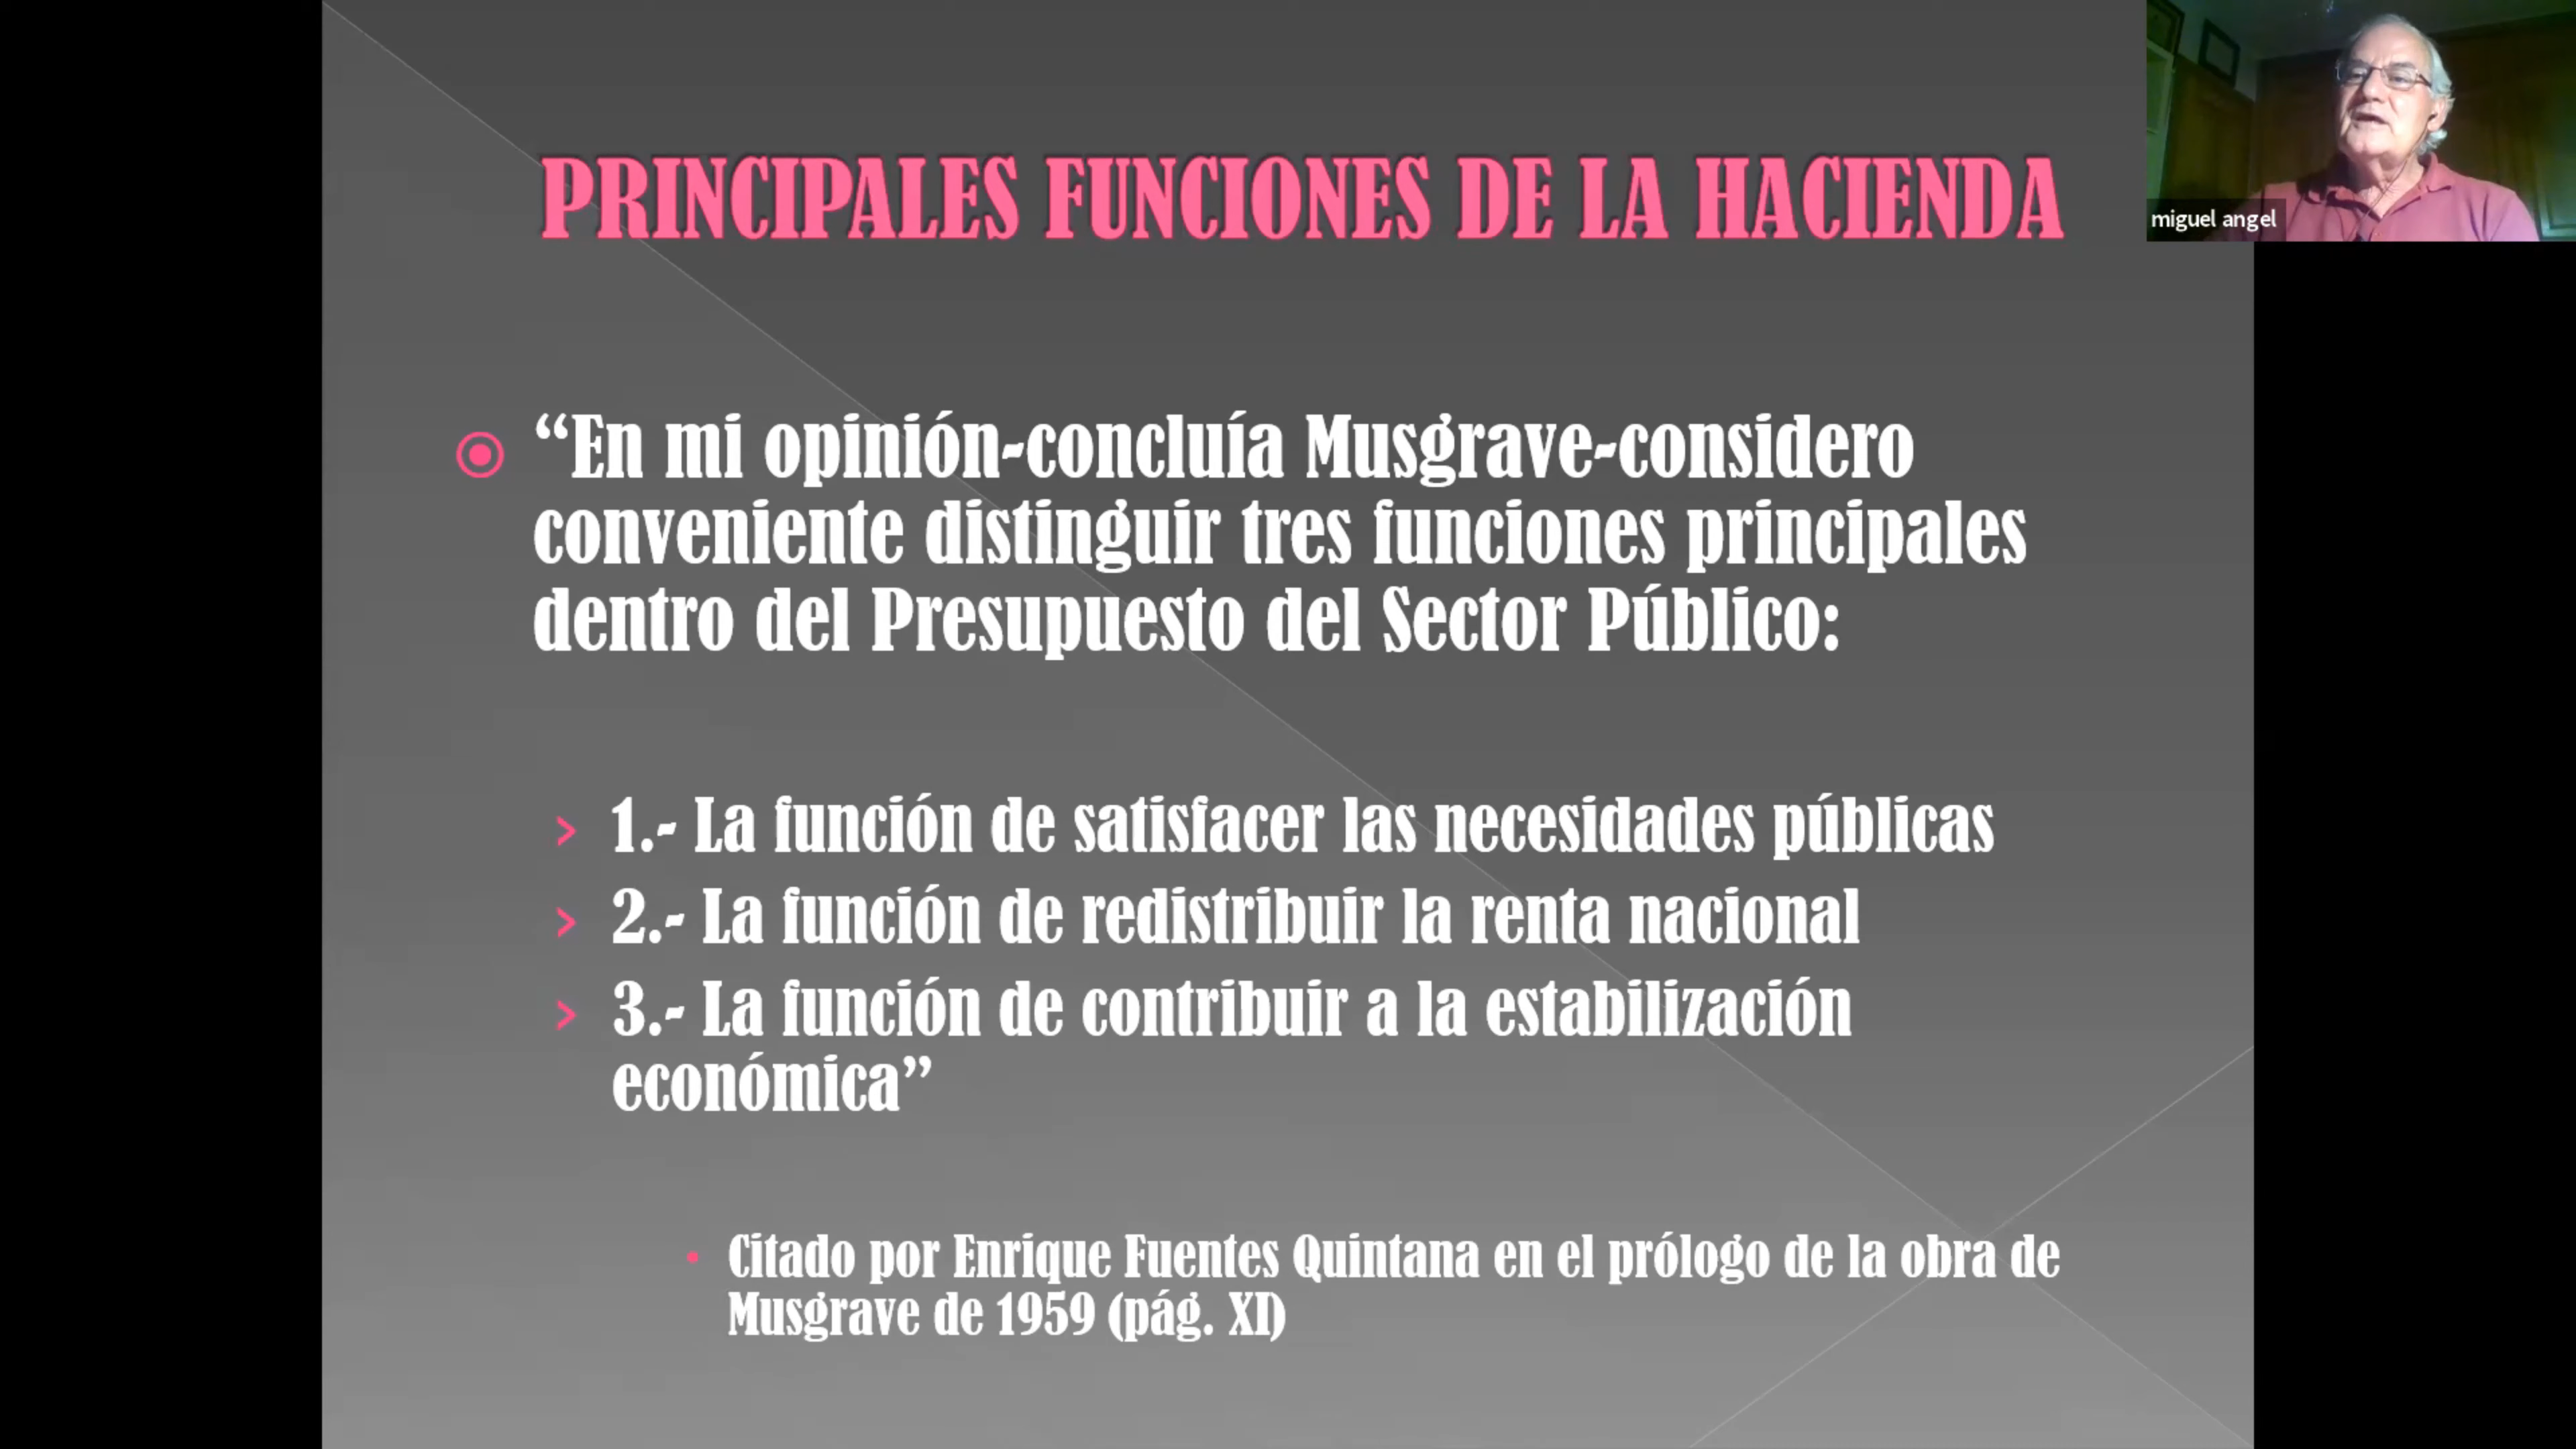 PRINCIPALES FUNCIONES DE LA HACIENDA
miguel angel
“En mi opinión-concluía Musgrave-considero
conveniente distinguir tres funciones principales
dentro del Presupuesto del Sector Público:
1.- La función de satisfacer las necesidades públicas
2.- La función de redistribuir la renta nacional
3.- La función de contribuir a la estabilización
económica”
Citado por Enrique Fuentes Quintana en el prólogo de la obra de
Musgrave de 1959 (pág. XI)